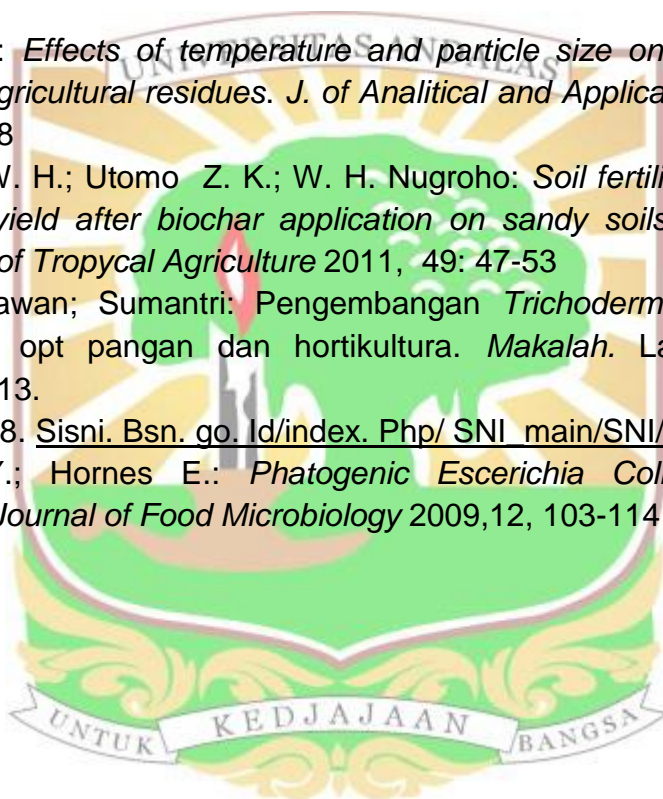 UNIVERSITAS ANDALAS
: Effects of temperature and particle size on
gricultural residues. J. of Analitical and Applica
8
W. H.; Utomo Z. K.; W. H. Nugroho: Soil fertili
yield after biochar application on sandy soils
of Tropycal Agriculture 2011, 49: 47-53
awan; Sumantri: Pengembangan Trichoderm
opt pangan dan hortikultura. Makalah. La
13.
8. Sisni. Bsn. go. Id/index. Php/ SNI_main/SNI/
Y.; Hornes E.: Phatogenic Escerichia Coli
Journal of Food Microbiology 2009,12, 103-114
UNTUK KEDJAJAAN BANGSA